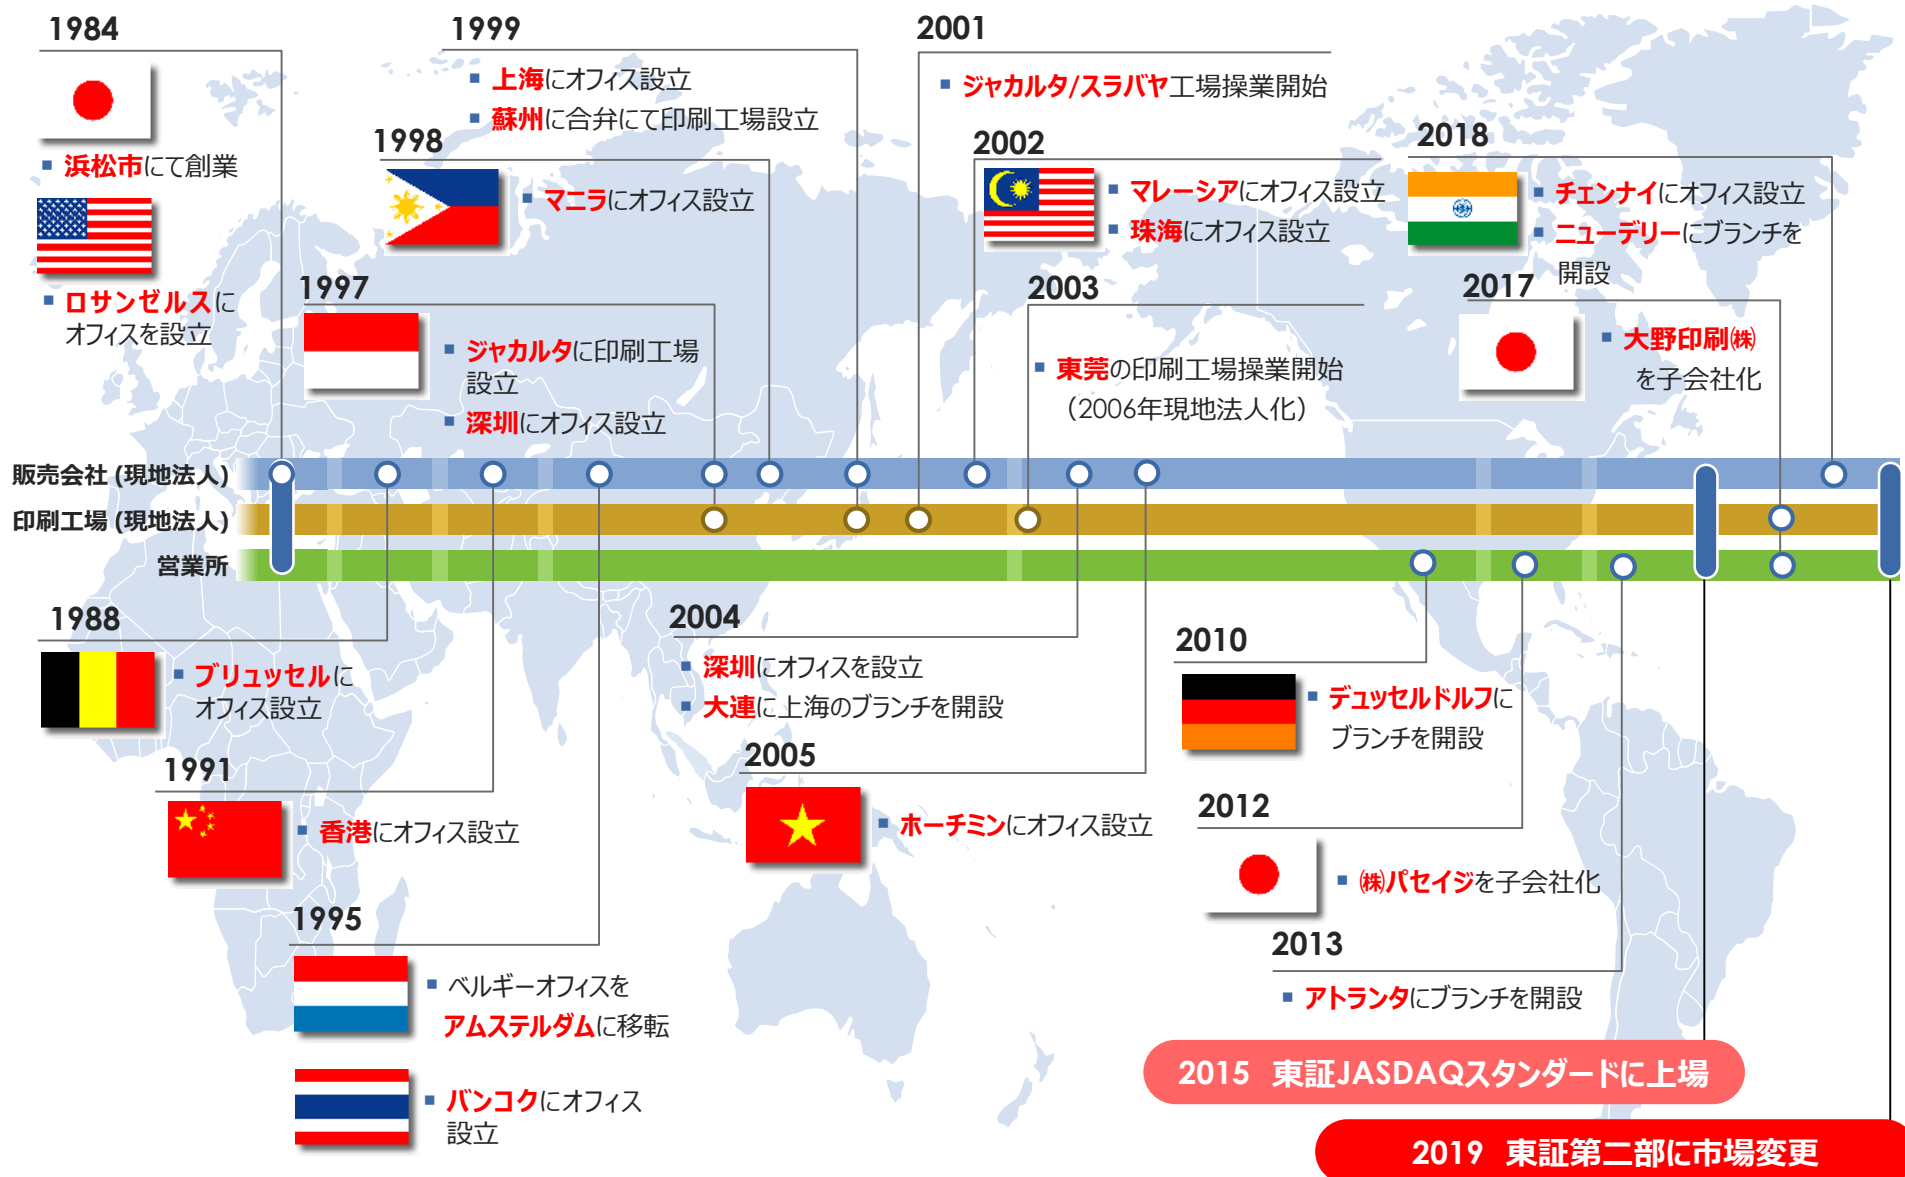 1984
浜松市にて創業
ロサンゼルスに
オフィスを設立
1999
上海にオフィス設立
蘇州に合弁にて印刷工場設立
1998
マニラにオフィス設立
1997
ジャカルタに印刷工場
設立
深圳にオフィス設立
2001
ジャカルタ/スラバヤ工場操業開始
2002
マレーシアにオフィス設立
珠海にオフィス設立
2003
東莞の印刷工場操業開始
（2006年現地法人化）
2018
チェンナイにオフィス設立
ニューデリーにブランチを
開設
2017
大野印刷㈱
を子会社化
販売会社 (現地法人)
印刷工場 (現地法人)
営業所
1988
ブリュッセルに
オフィス設立
1991
香港にオフィス設立
1995
ベルギーオフィスを
アムステルダムに移転
バンコクにオフィス
設立
2004
深圳にオフィスを設立
大連に上海のブランチを開設
2005
ホーチミンにオフィス設立
2010
デュッセルドルフに
ブランチを開設
2012
㈱パセイジを子会社化
2013
アトランタにブランチを開設
2015 東証JASDAQスタンダードに上場
2019 東証第二部に市場変更